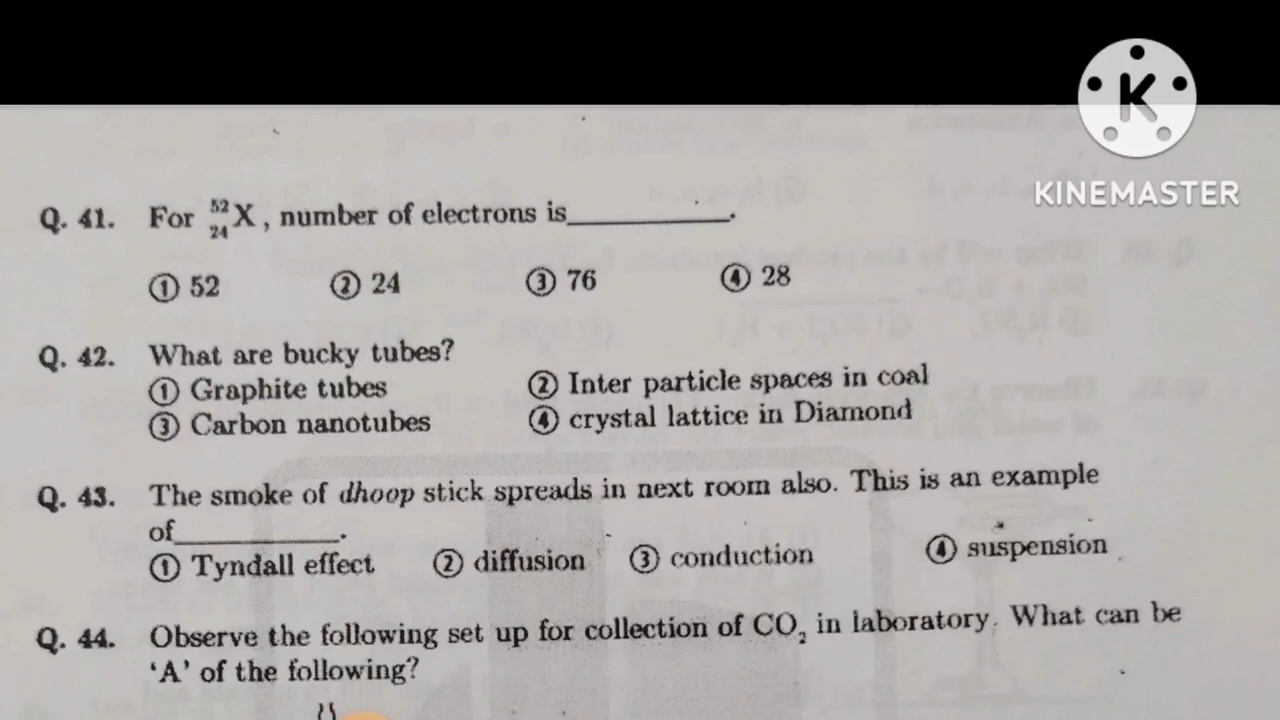 K
KINEMASTER
Q. 41. For ⁵²₂₄X, number of electrons is__________.
① 52 ② 24 ③ 76 ④ 28
Q. 42. What are bucky tubes?
① Graphite tubes ② Inter particle spaces in coal
③ Carbon nanotubes ④ crystal lattice in Diamond
Q. 43. The smoke of dhoop stick spreads in next room also. This is an example
of__________.
① Tyndall effect ② diffusion ③ conduction ④ suspension
Q. 44. Observe the following set up for collection of CO₂ in laboratory. What can be
‘A’ of the following?